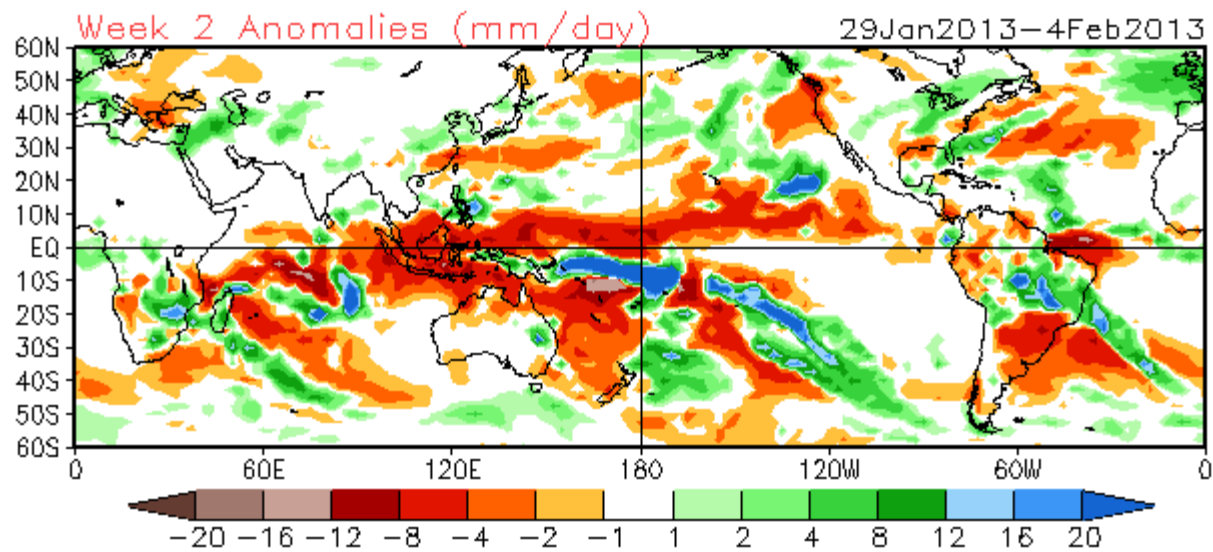 Week 2 Anomalies (mm/day) 29Jan2013–4Feb2013
60N
50N
40N
30N
20N
10N
EQ
10S
20S
30S
40S
50S
60S
0 60E 120E 180 120W 60W 0
−20 −16 −12 −8 −4 −2 −1 1 2 4 8 12 16 20